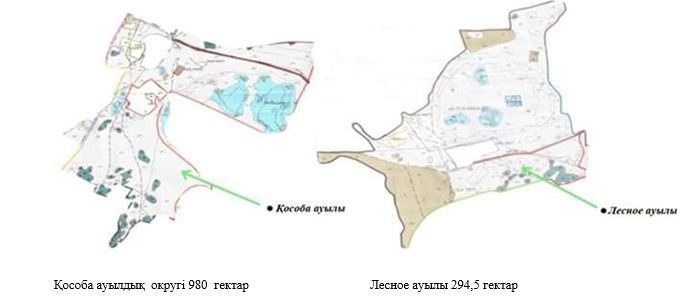 Қособа ауылы
Лесное ауылы
Қособа ауылдық округі 980 гектар
Лесное ауылы 294,5 гектар